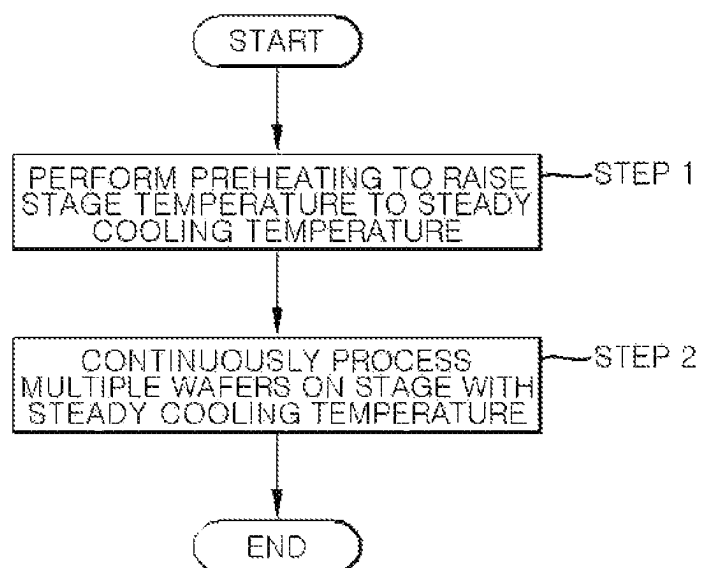 START
PERFORM PREHEATING TO RAISE
STAGE TEMPERATURE TO STEADY
COOLING TEMPERATURE
STEP 1
CONTINUOUSLY PROCESS
MULTIPLE WAFERS ON STAGE WITH
STEADY COOLING TEMPERATURE
STEP 2
END